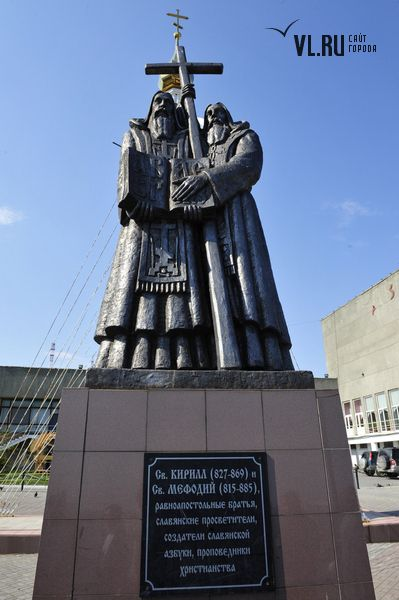 VL.RU САЙТ
ГОРОДА
Св. КИРИЛЛ (827-869) и
Св. МЕФОДИЙ (815-885),
равноапостольные братья,
славянские просветители,
создатели славянской
азбуки, проповедники
христианства